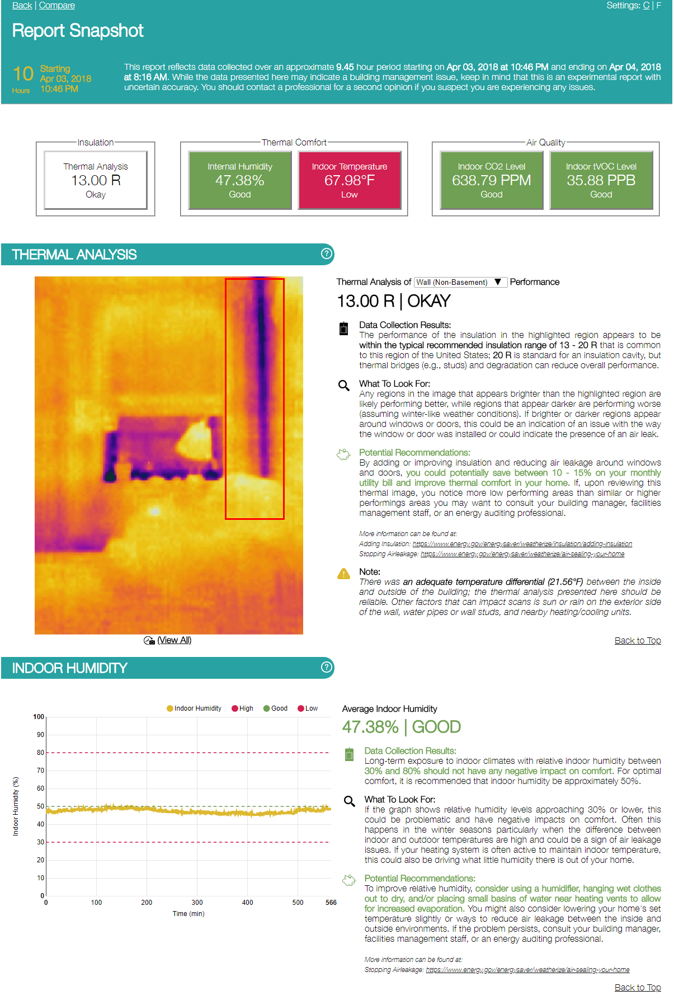 Back | Compare
Settings: C | F
Report Snapshot
10
Hours
Starting
Apr 03, 2018
10:46 PM
This report reflects data collected over an approximate 9.45 hour period starting on Apr 03, 2018 at 10:46 PM and ending on Apr 04, 2018
at 8:16 AM. While the data presented here may indicate a building management issue, keep in mind that this is an experimental report with
uncertain accuracy. You should contact a professional for a second opinion if you suspect you are experiencing any issues.
Insulation
Thermal Analysis
13.00 R
Okay
Thermal Comfort
Internal Humidity
47.38%
Good
Indoor Temperature
67.98°F
Low
Air Quality
Indoor CO2 Level
638.79 PPM
Good
Indoor tVOC Level
35.88 PPB
Good
THERMAL ANALYSIS
?
(View All)
Thermal Analysis of Wall (Non-Basement) ▼ Performance
13.00 R | OKAY
Data Collection Results:
The performance of the insulation in the highlighted region appears to be
within the typical recommended insulation range of 13 - 20 R that is common
to this region of the United States; 20 R is standard for an insulation cavity, but
thermal bridges (e.g., studs) and degradation can reduce overall performance.
What To Look For:
Any regions in the image that appears brighter than the highlighted region are
likely performing better, while regions that appear darker are performing worse
(assuming winter-like weather conditions). If brighter or darker regions appear
around windows or doors, this could be an indication of an issue with the way
the window or door was installed or could indicate the presence of an air leak.
Potential Recommendations:
By adding or improving insulation and reducing air leakage around windows
and doors, you could potentially save between 10 - 15% on your monthly
utility bill and improve thermal comfort in your home. If, upon reviewing this
thermal image, you notice more low performing areas than similar or higher
performings areas you may want to consult your building manager, facilities
management staff, or an energy auditing professional.
More information can be found at:
Adding Insulation: https://www.energy.gov/energysaver/weatherize/insulation/adding-insulation
Stopping Airleakage: https://www.energy.gov/energysaver/weatherize/air-sealing-your-home
Note:
There was an adequate temperature differential (21.56°F) between the inside
and outside of the building; the thermal analysis presented here should be
reliable. Other factors that can impact scans is sun or rain on the exterior side
of the wall, water pipes or wall studs, and nearby heating/cooling units.
Back to Top
INDOOR HUMIDITY
?
Indoor Humidity
High
Good
Low
Indoor Humidity (%)
100
90
80
70
60
50
40
30
20
10
0
0 100 200 300 400 500 566
Time (min)
Average Indoor Humidity
47.38% | GOOD
Data Collection Results:
Long-term exposure to indoor climates with relative indoor humidity between
30% and 80% should not have any negative impact on comfort. For optimal
comfort, it is recommended that indoor humidity be approximately 50%.
What To Look For:
If the graph shows relative humidity levels approaching 30% or lower, this
could be problematic and have negative impacts on comfort. Often this
happens in the winter seasons particularly when the difference between
indoor and outdoor temperatures are high and could be a sign of air leakage
issues. If your heating system is often active to maintain indoor temperature,
this could also be driving what little humidity there is out of your home.
Potential Recommendations:
To improve relative humidity, consider using a humidifier, hanging wet clothes
out to dry, and/or placing small basins of water near heating vents to allow
for increased evaporation. You might also consider lowering your home's set
temperature slightly or ways to reduce air leakage between the inside and
outside environments. If the problem persists, consult your building manager,
facilities management staff, or an energy auditing professional.
More information can be found at:
Stopping Airleakage: https://www.energy.gov/energysaver/weatherize/air-sealing-your-home
Back to Top